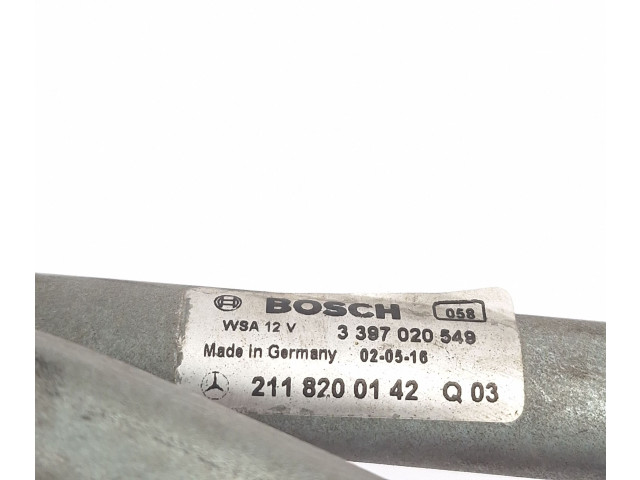 BOSCH 058
WSA 12 V 3 397 020 549
Made in Germany 02-05-16
211 820 01 42 Q 03